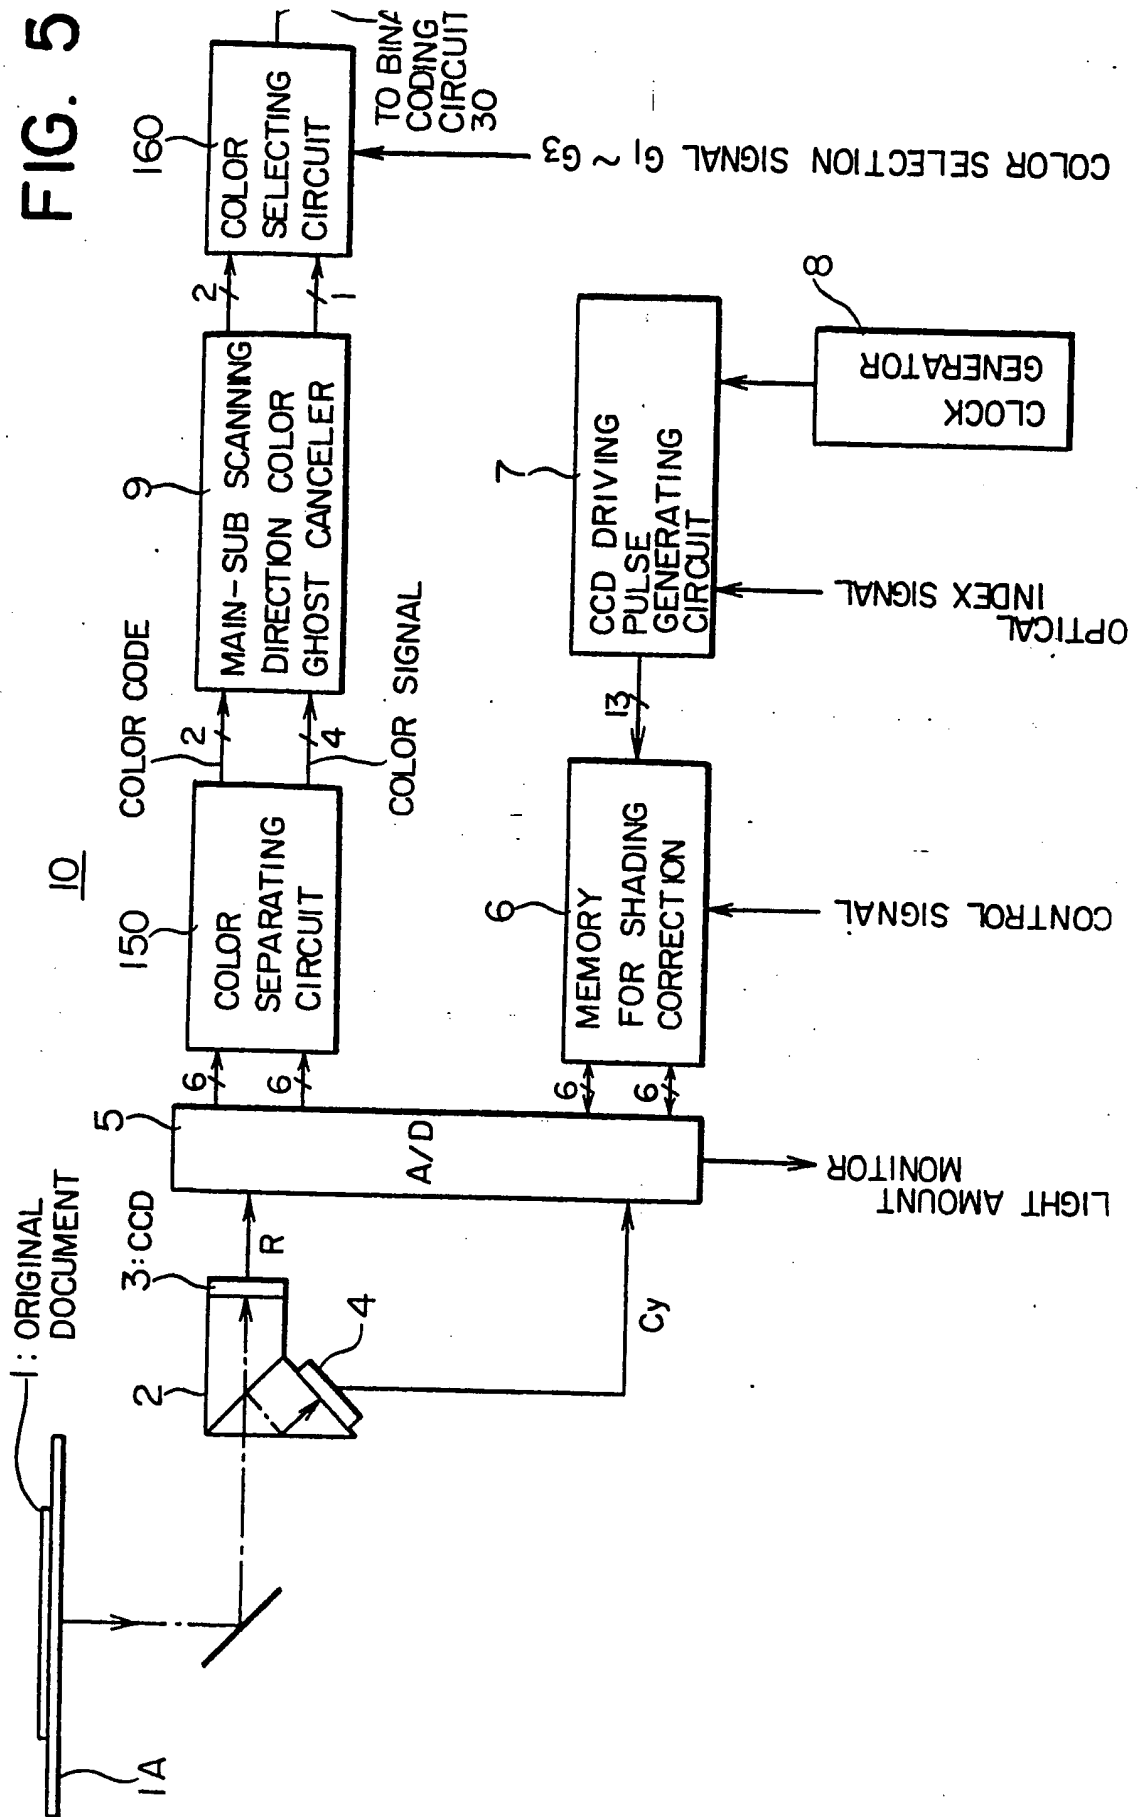 FIG. 5
10
1: ORIGINAL
DOCUMENT
1A
2
3: CCD
4
R
Cy
5
A/D
LIGHT AMOUNT
MONITOR
6
6
6
6
150
COLOR
SEPARATING
CIRCUIT
COLOR CODE
2
4
COLOR SIGNAL
9
MAIN-SUB SCANNING
DIRECTION COLOR
GHOST CANCELER
2
1
160
COLOR
SELECTING
CIRCUIT
TO
CODING
CIRCUIT
30
COLOR SELECTION SIGNAL G1 ~ G3
6
MEMORY
FOR SHADING
CORRECTION
CONTROL SIGNAL
13
7
CCD DRIVING
PULSE
GENERATING
CIRCUIT
OPTICAL
INDEX SIGNAL
8
CLOCK
GENERATOR